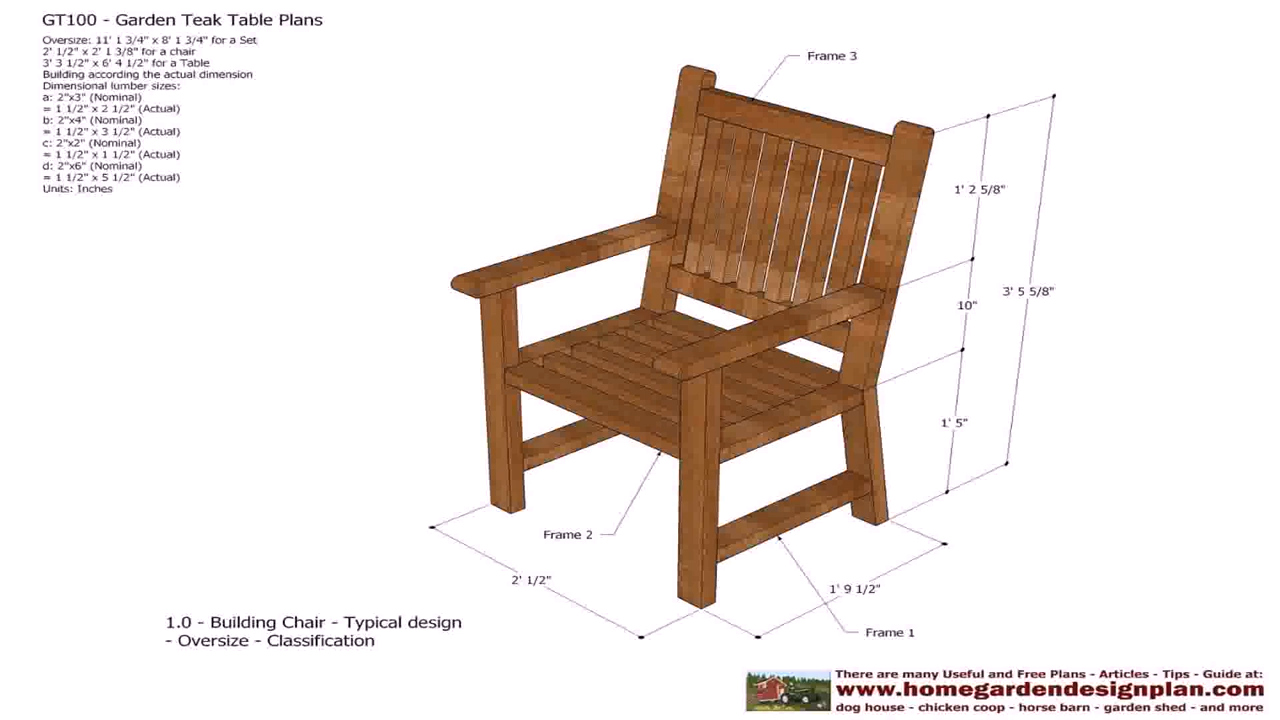 GT100 - Garden Teak Table Plans
Oversize: 11' 1 3/4" x 8' 1 3/4" for a Set
2' 1/2" x 2' 1 3/8" for a chair
3' 3 1/2" x 6' 4 1/2" for a Table
Building according the actual dimension
Dimensional lumber sizes:
a: 2"x3" (Nominal)
= 1 1/2" x 2 1/2" (Actual)
b: 2"x4" (Nominal)
= 1 1/2" x 3 1/2" (Actual)
c: 2"x2" (Nominal)
= 1 1/2" x 1 1/2" (Actual)
d: 2"x6" (Nominal)
= 1 1/2" x 5 1/2" (Actual)
Units: Inches
Frame 3
1' 2 5/8"
3' 5 5/8"
10"
1' 5"
Frame 2
2' 1/2"
1' 9 1/2"
Frame 1
1.0 - Building Chair - Typical design
- Oversize - Classification
There are many Useful and Free Plans - Articles - Tips - Guide at:
www.homegardendesignplan.com
dog house - chicken coop - horse barn - garden shed - and more